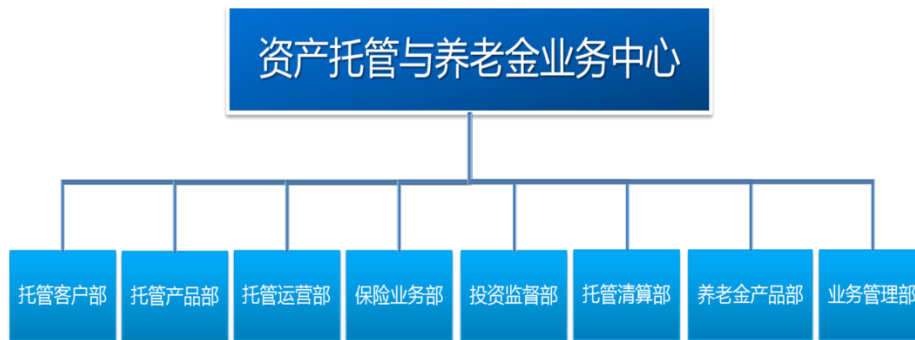 资产托管与养老金业务中心
托管客户部
托管产品部
托管运营部
保险业务部
投资监督部
托管清算部
养老金产品部
业务管理部